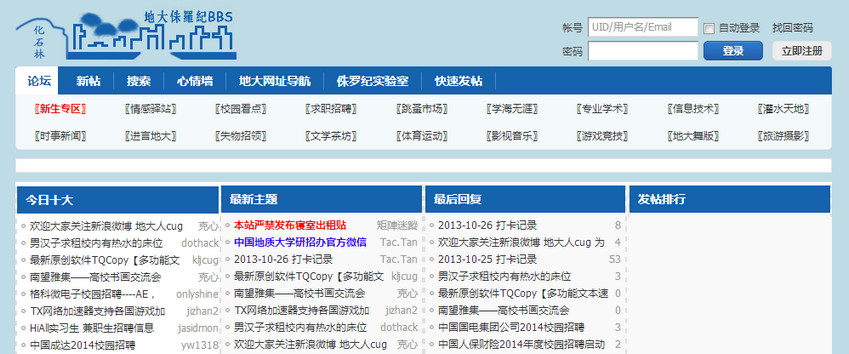 地大侏羅纪BBS
化石林
帐号 UID/用户名/Email 自动登录 找回密码
密码 登录 立即注册
论坛 新帖 搜索 心情墙 地大网址导航 侏罗纪实验室 快速发帖
〖新生专区〗 〖情感驿站〗 〖校园看点〗 〖求职招聘〗 〖跳蚤市场〗 〖学海无涯〗 〖专业学术〗 〖信息技术〗 〖灌水天地〗
〖时事新闻〗 〖进言地大〗 〖失物招领〗 〖文学茶坊〗 〖体育运动〗 〖影视音乐〗 〖游戏竞技〗 〖地大舞版〗 〖旅游摄影〗
今日十大
欢迎大家关注新浪微博 地大人cug 克心
男汉子求租校内有热水的床位 dothack
最新原创软件TQCopy【多功能文 kljcug
南望雅集——高校书画交流会 克心
格科微电子校园招聘----AE， onlyshine
TX网络加速器支持各国游戏加 jizhan2
HiAll实习生 兼职生招聘信息 jasidmon
中国成达2014校园招聘 yw1318
最新主题
本站严禁发布寝室出租贴 矩陣迷蹤
中国地质大学研招办官方微信 Tac.Tan
2013-10-26 打卡记录 Tac.Tan
最新原创软件TQCopy【多功能文 kljcug
南望雅集——高校书画交流会 克心
TX网络加速器支持各国游戏加 jizhan2
男汉子求租校内有热水的床位 dothack
欢迎大家关注新浪微博 地大人cug 克心
最后回复
2013-10-26 打卡记录 8
欢迎大家关注新浪微博 地大人cug 为 4
2013-10-25 打卡记录 53
男汉子求租校内有热水的床位 3
最新原创软件TQCopy【多功能文本速 0
南望雅集——高校书画交流会 0
中国国电集团公司2014校园招聘 3
中国人保财险2014年度校园招聘启动 2
发帖排行